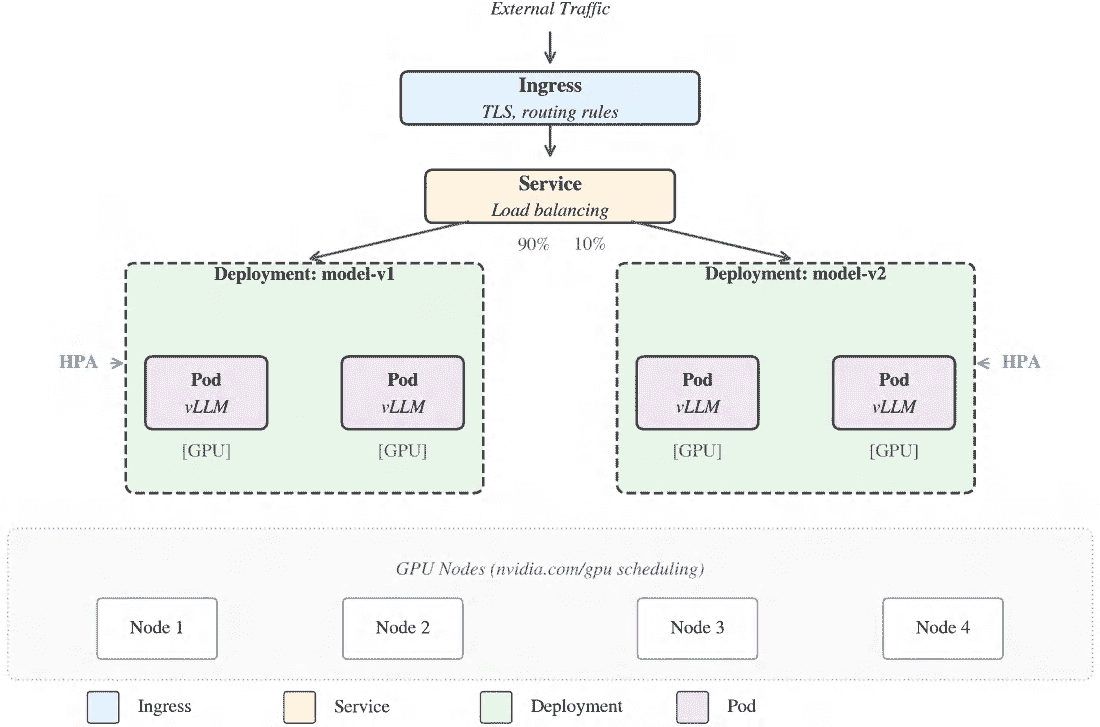 External Traffic
Ingress
TLS, routing rules
Service
Load balancing
90% 10%
Deployment: model-v1
Deployment: model-v2
HPA
Pod
vLLM
[GPU]
Pod
vLLM
[GPU]
Pod
vLLM
[GPU]
Pod
vLLM
[GPU]
HPA
GPU Nodes (nvidia.com/gpu scheduling)
Node 1
Node 2
Node 3
Node 4
Ingress
Service
Deployment
Pod